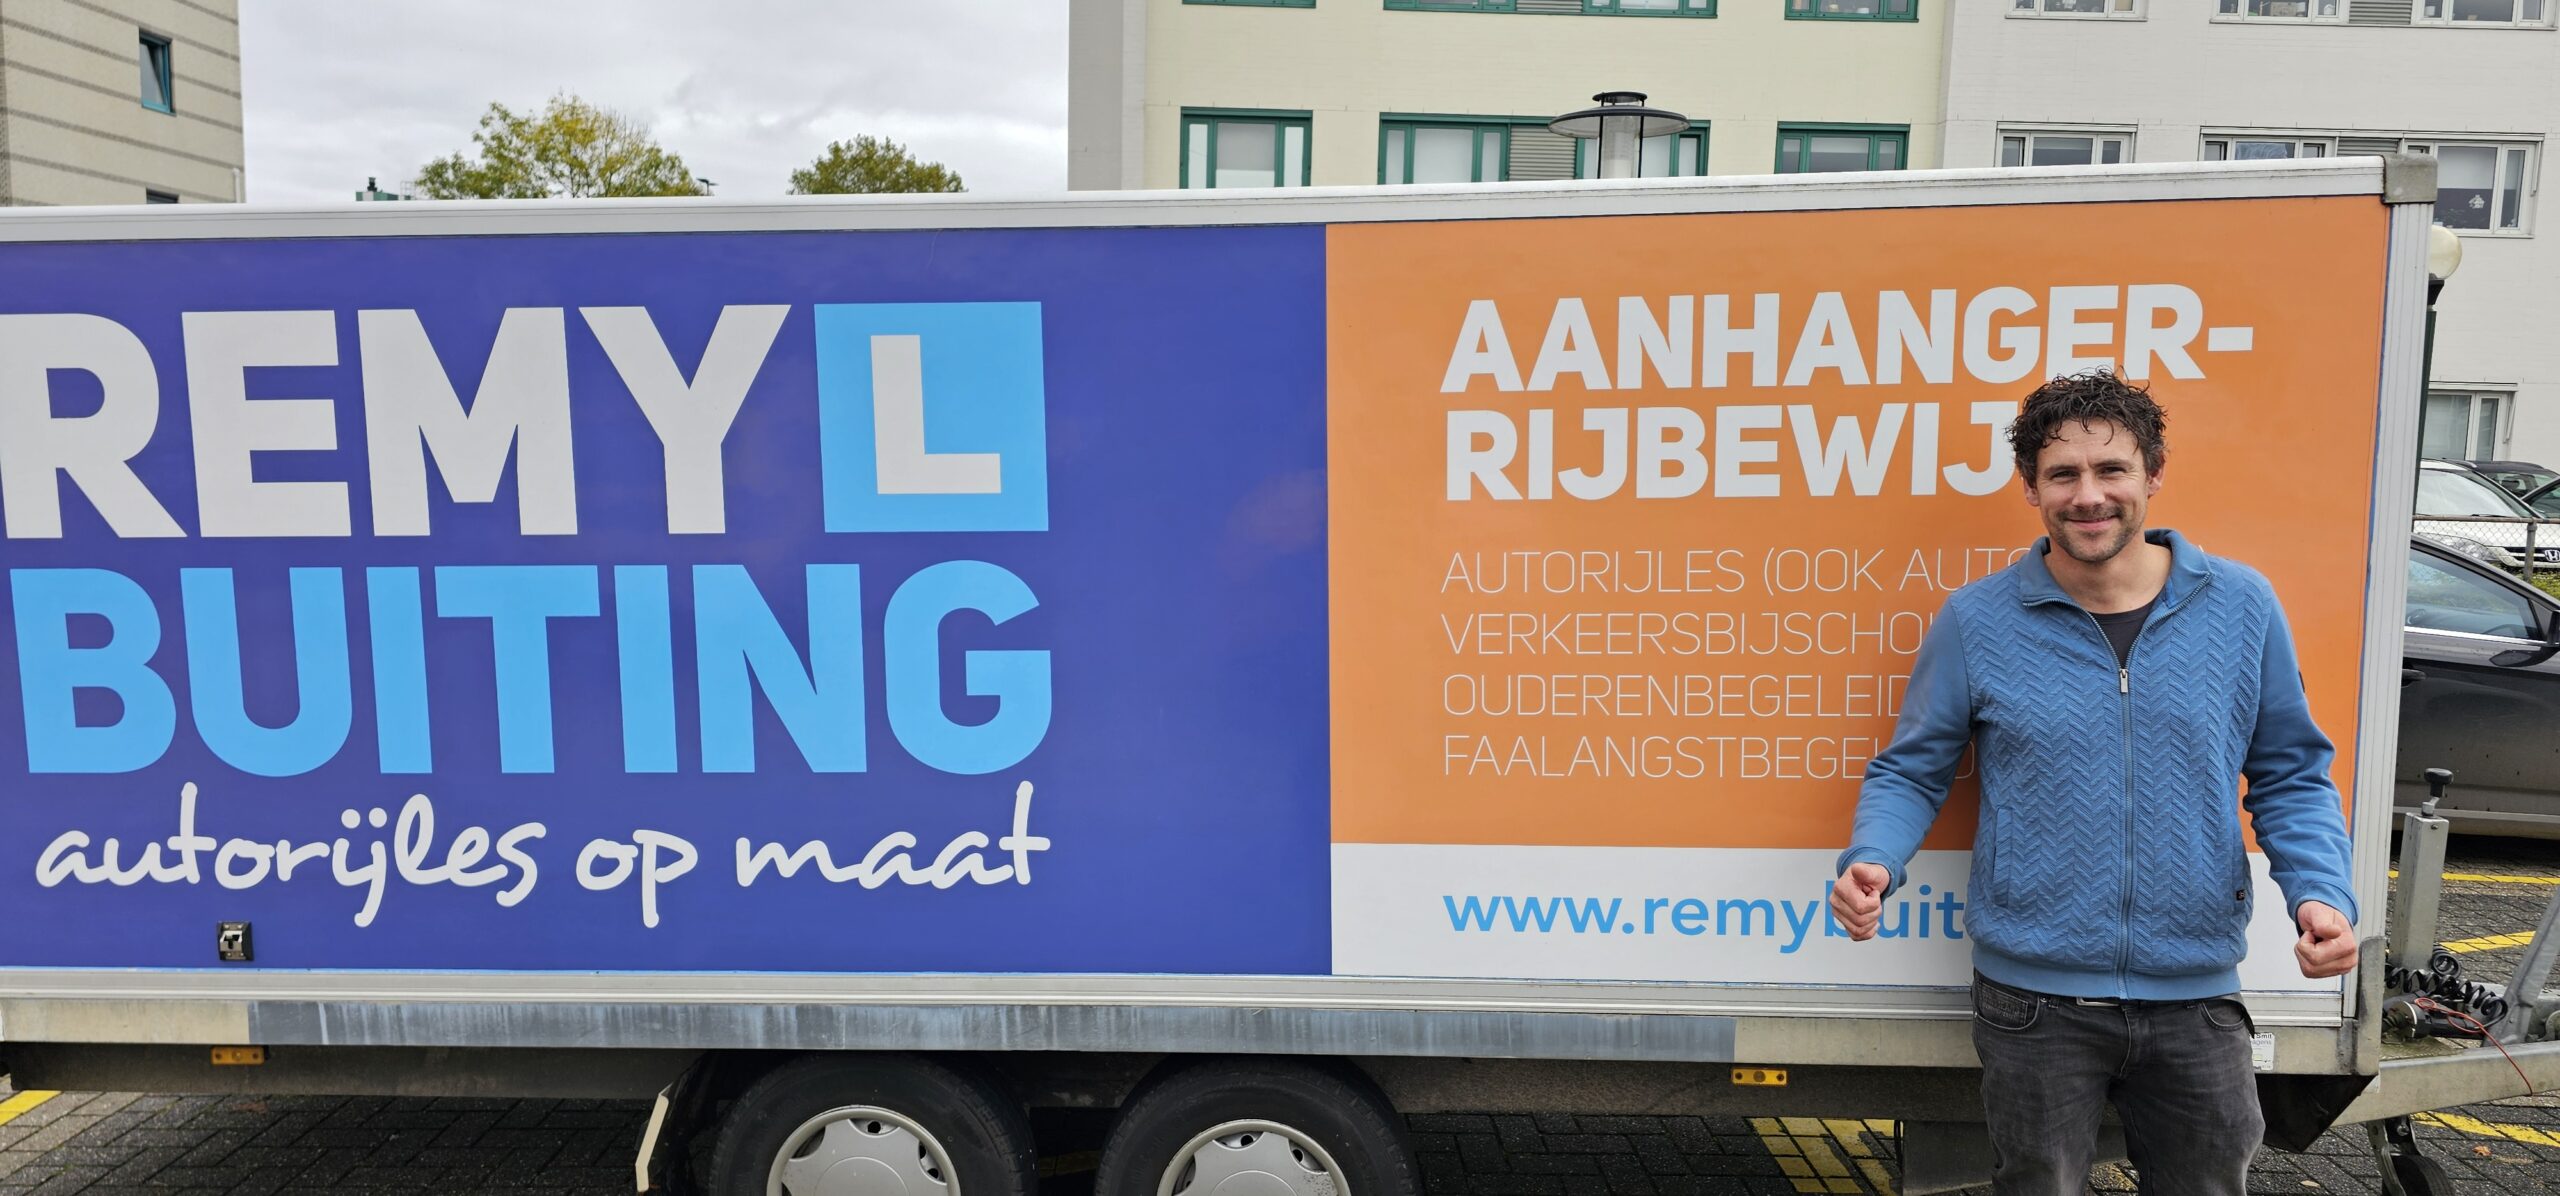 REMY L
BUITING
autorijles op maat
AANHANGER-
RIJBEWIJ
AUTORIJLES (OOK AUTO
VERKEERSBIJSCHO
OUDERENBEGELEID
FAALANGSTBEGEL
www.remybuit